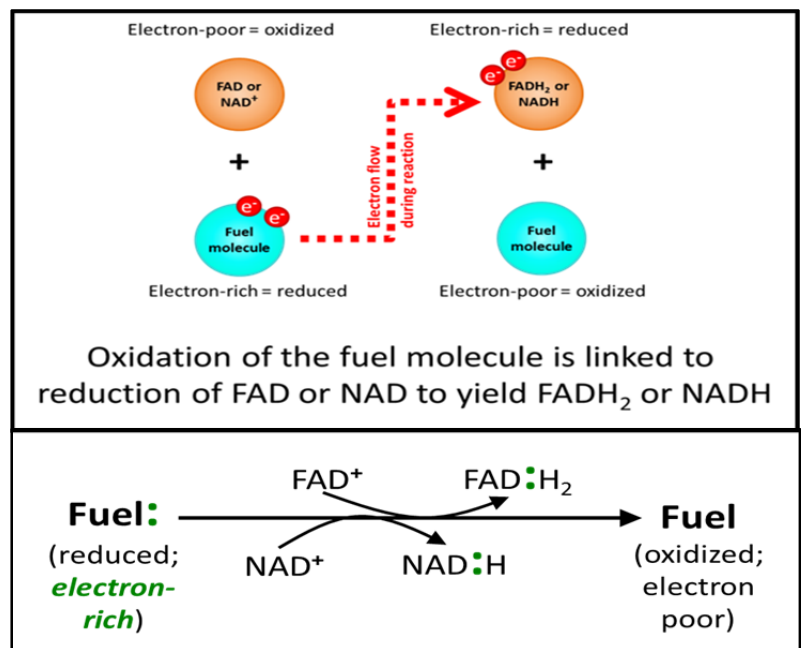 Electron-poor = oxidized
Electron-rich = reduced
FAD or
NAD⁺
e⁻
e⁻
FADH₂ or
NADH
+
+
Electron flow
during reaction
e⁻
e⁻
Fuel
molecule
Fuel
molecule
Electron-rich = reduced
Electron-poor = oxidized
Oxidation of the fuel molecule is linked to
reduction of FAD or NAD to yield FADH₂ or NADH
FAD⁺
FAD:H₂
Fuel:
Fuel
(reduced;
electron-
rich)
NAD⁺
NAD:H
(oxidized;
electron
poor)